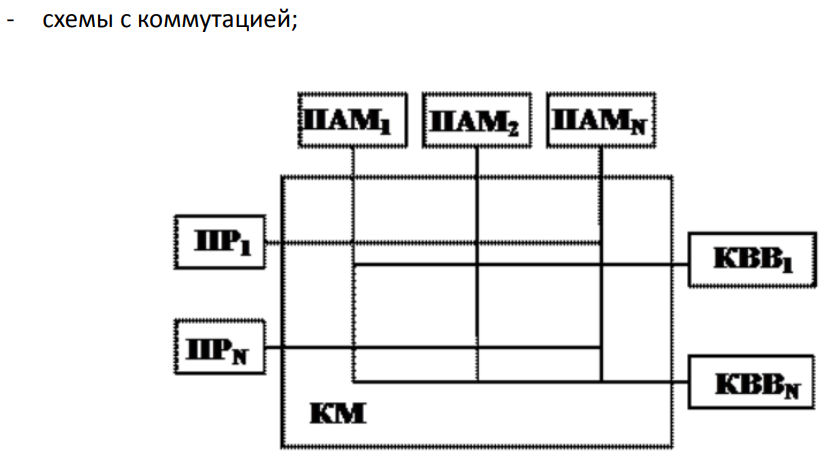 - схемы с коммутацией;
ПАМ1 ПАМ2 ПАМN
ПР1
КВВ1
ПРN
КВВN
КМ